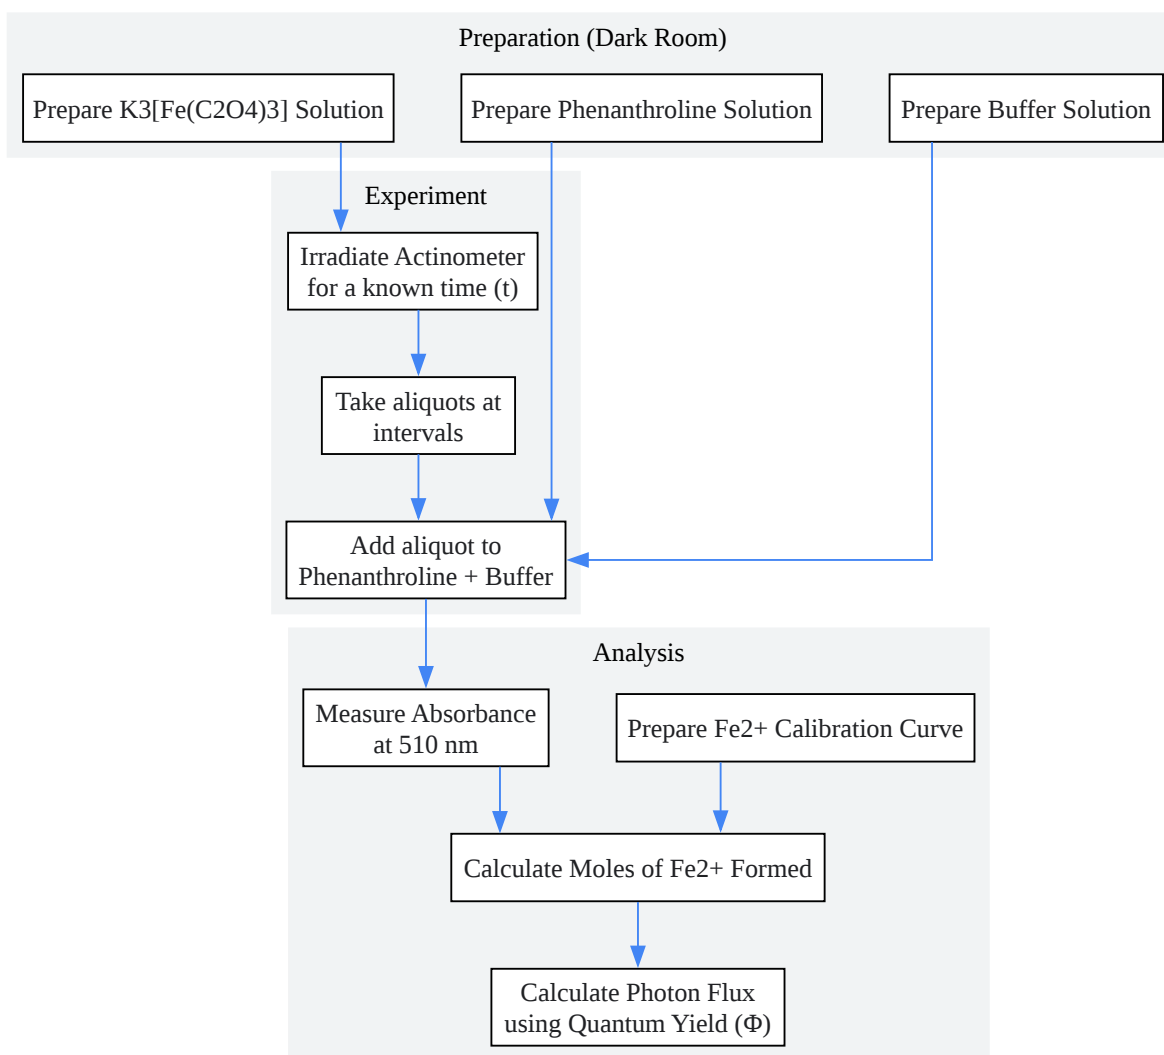 Preparation (Dark Room)
Prepare K3[Fe(C2O4)3] Solution
Prepare Phenanthroline Solution
Prepare Buffer Solution
Experiment
Irradiate Actinometer
for a known time (t)
Take aliquots at
intervals
Add aliquot to
Phenanthroline + Buffer
Analysis
Measure Absorbance
at 510 nm
Prepare Fe2+ Calibration Curve
Calculate Moles of Fe2+ Formed
Calculate Photon Flux
using Quantum Yield (Φ)